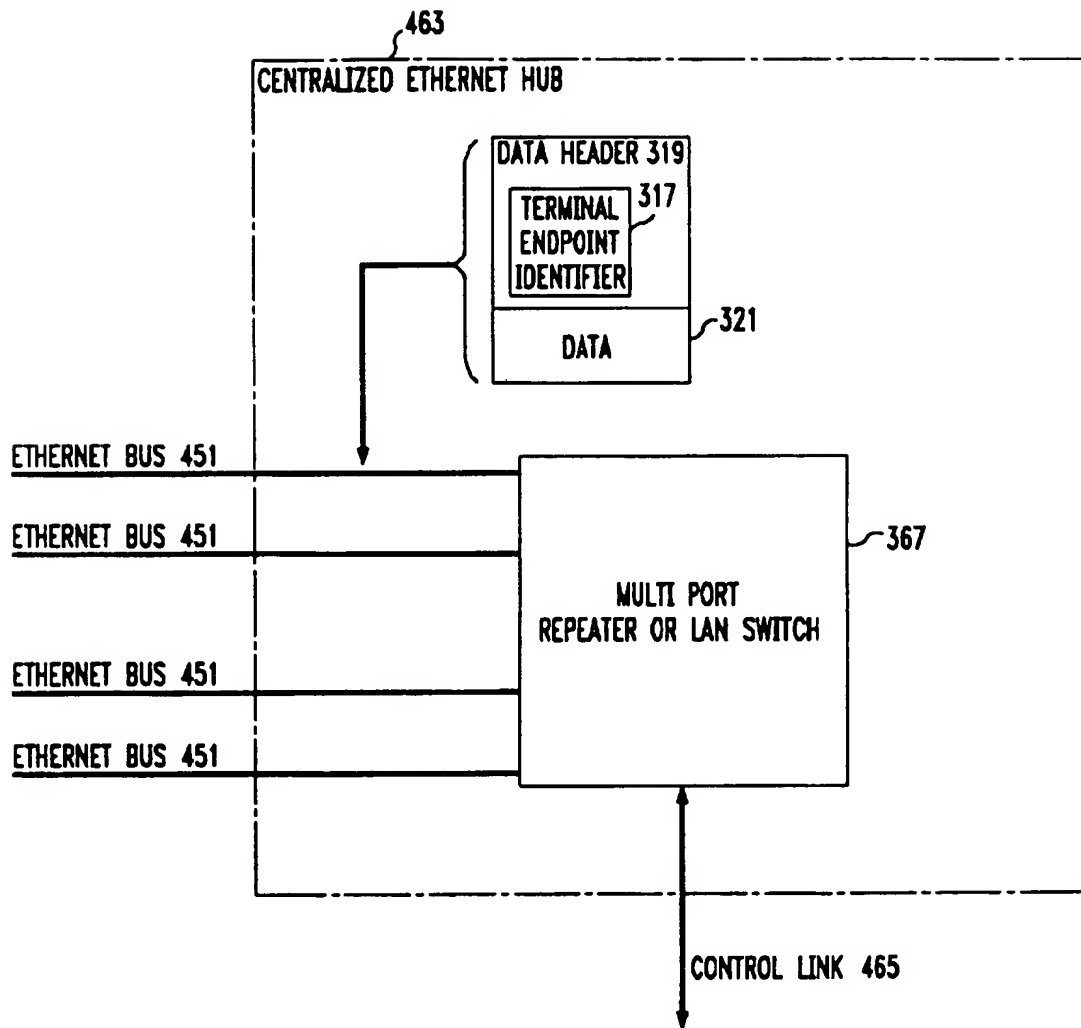 463
CENTRALIZED ETHERNET HUB
DATA HEADER 319
317
TERMINAL
ENDPOINT
IDENTIFIER
321
DATA
ETHERNET BUS 451
ETHERNET BUS 451
367
MULTI PORT
REPEATER OR LAN SWITCH
ETHERNET BUS 451
ETHERNET BUS 451
CONTROL LINK 465